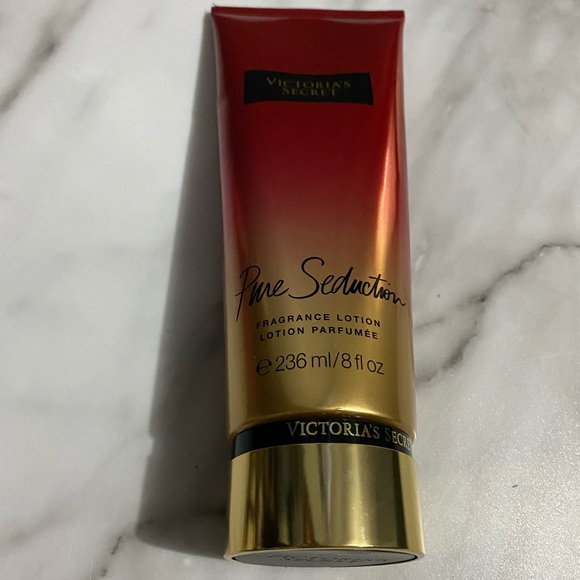 VICTORIA'S
SECRET
Pure Seduction
FRAGRANCE LOTION
LOTION PARFUMÉE
℮ 236 ml/8 fl oz
VICTORIA'S SECRET